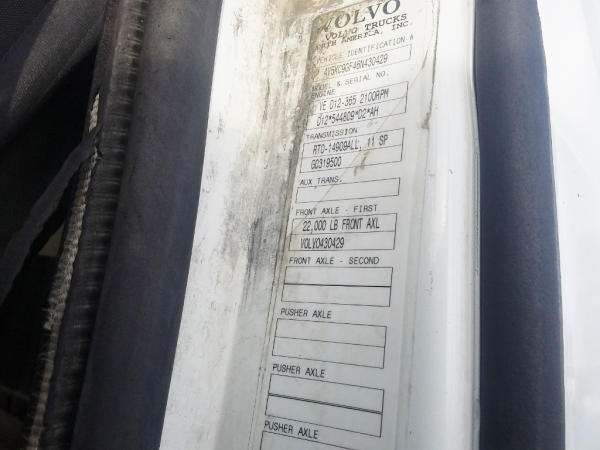 VOLVO
VOLVO TRUCKS
NORTH AMERICA, INC.
VEHICLE IDENTIFICATION
4V5KC9GF46N430429
MODEL & SERIAL NO.
ENGINE
VE D12-365 2100RPM
D12*544809*D2*AH
TRANSMISSION
RTO-14909ALL, 11 SP
G0319500
AUX TRANS.
FRONT AXLE - FIRST
22,000 LB FRONT AXL
VOLVO430429
FRONT AXLE - SECOND
PUSHER AXLE
PUSHER AXLE
PUSHER AXLE